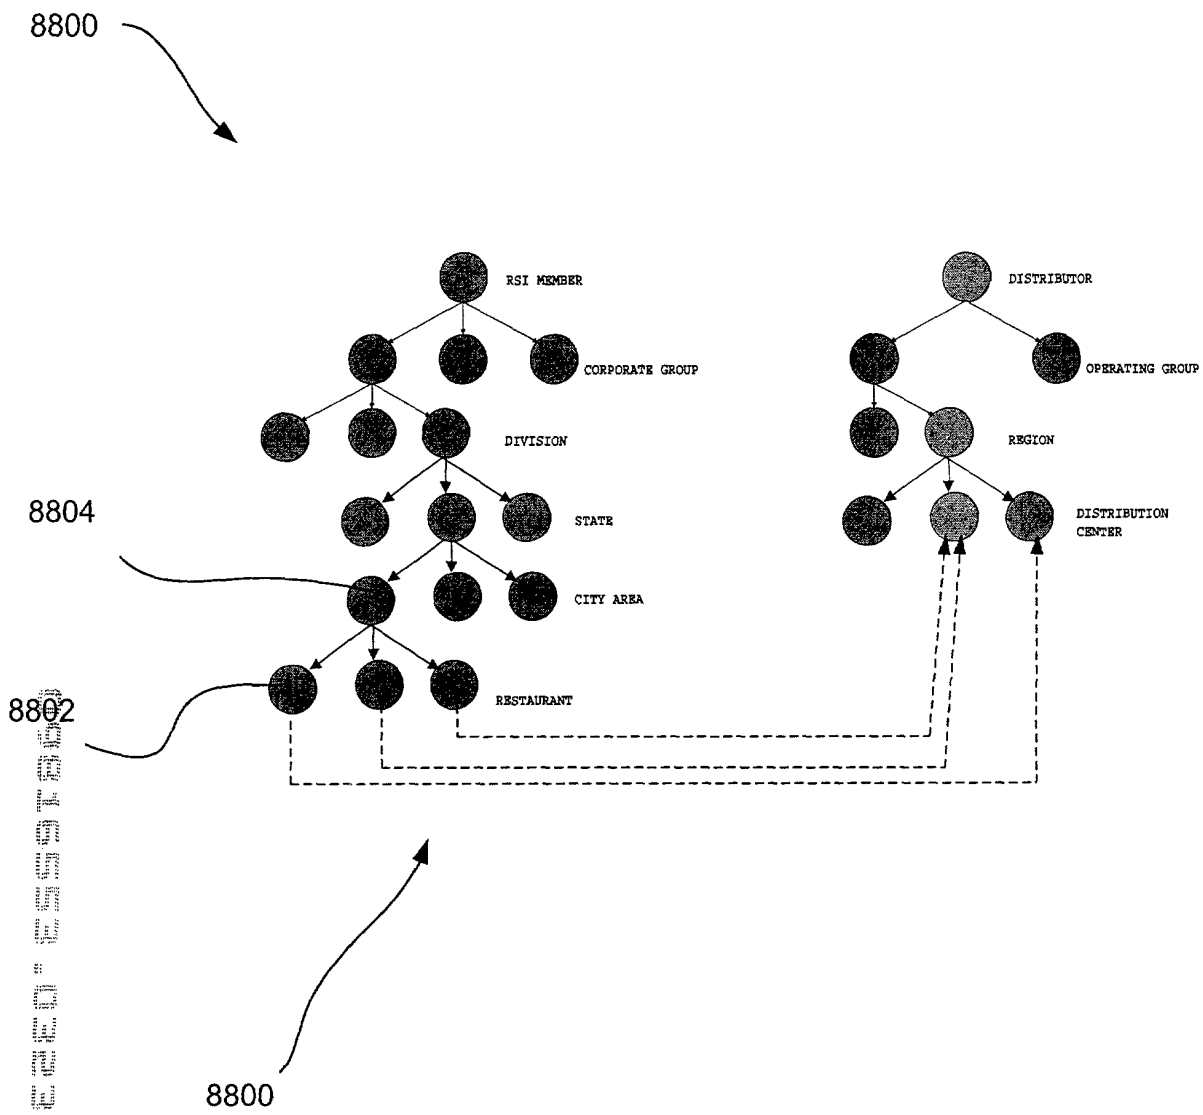 8800
RSI MEMBER
DISTRIBUTOR
CORPORATE GROUP
OPERATING GROUP
DIVISION
REGION
8804
STATE
DISTRIBUTION
CENTER
CITY AREA
8802
RESTAURANT
8800